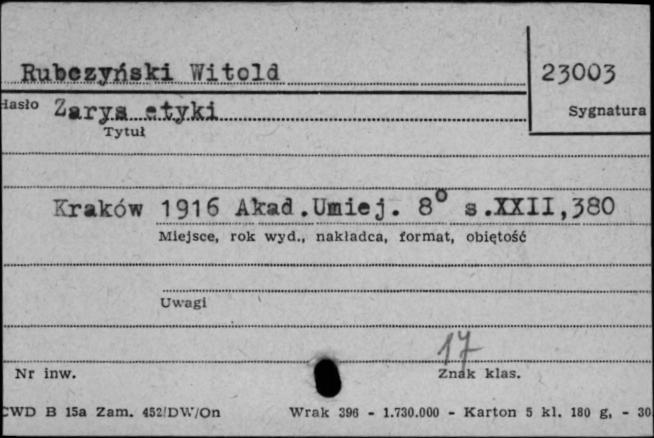 Rubczyński Witold
23003
Hasło
Zarys etyki
Sygnatura
Tytuł
Kraków 1916 Akad.Umiej. 8° s.XXII,380
Miejsce, rok wyd., nakładca, format, objętość
Uwagi
17
Nr inw.
Znak klas.
CWD B 15a Zam. 452/DW/On Wrak 396 - 1.730.000 - Karton 5 kl. 180 g. - 30